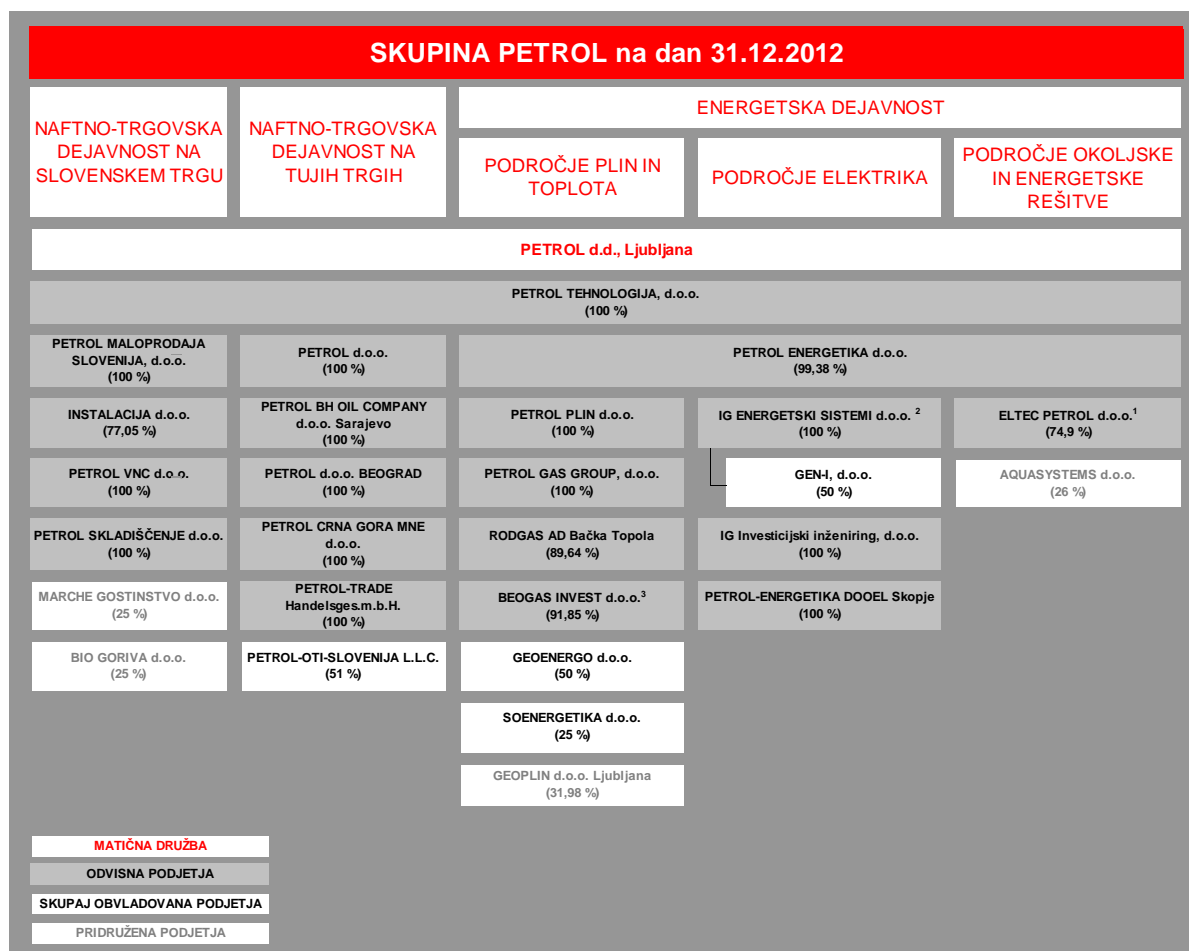 SKUPINA PETROL na dan 31.12.2012
NAFTNO-TRGOVSKA
DEJAVNOST NA
SLOVENSKEM TRGU
NAFTNO-TRGOVSKA
DEJAVNOST NA
TUJIH TRGIH
ENERGETSKA DEJAVNOST
PODROČJE PLIN IN
TOPLOTA
PODROČJE ELEKTRIKA
PODROČJE OKOLJSKE
IN ENERGETSKE
REŠITVE
PETROL d.d., Ljubljana
PETROL TEHNOLOGIJA, d.o.o.
(100 %)
PETROL MALOPRODAJA
SLOVENIJA, d.o.o.
(100 %)
PETROL d.o.o.
(100 %)
PETROL ENERGETIKA d.o.o.
(99,38 %)
INSTALACIJA d.o.o.
(77,05 %)
PETROL BH OIL COMPANY
d.o.o. Sarajevo
(100 %)
PETROL PLIN d.o.o.
(100 %)
IG ENERGETSKI SISTEMI d.o.o. ²
(100 %)
ELTEC PETROL d.o.o.¹
(74,9 %)
PETROL VNC d.o.o.
(100 %)
PETROL d.o.o. BEOGRAD
(100 %)
PETROL GAS GROUP, d.o.o.
(100 %)
GEN-I, d.o.o.
(50 %)
AQUASYSTEMS d.o.o.
(26 %)
PETROL SKLADIŠČENJE d.o.o.
(100 %)
PETROL CRNA GORA MNE
d.o.o.
(100 %)
RODGAS AD Bačka Topola
(89,64 %)
IG Investicijski inženiring, d.o.o.
(100 %)
MARCHE GOSTINSTVO d.o.o.
(25 %)
PETROL-TRADE
Handelsges.m.b.H.
(100 %)
BEOGAS INVEST d.o.o.³
(91,85 %)
PETROL-ENERGETIKA DOOEL Skopje
(100 %)
BIO GORIVA d.o.o.
(25 %)
PETROL-OTI-SLOVENIJA L.L.C.
(51 %)
GEOENERGO d.o.o.
(50 %)
SOENERGETIKA d.o.o.
(25 %)
GEOPLIN d.o.o. Ljubljana
(31,98 %)
MATIČNA DRUŽBA
ODVISNA PODJETJA
SKUPAJ OBVLADOVANA PODJETJA
PRIDRUŽENA PODJETJA